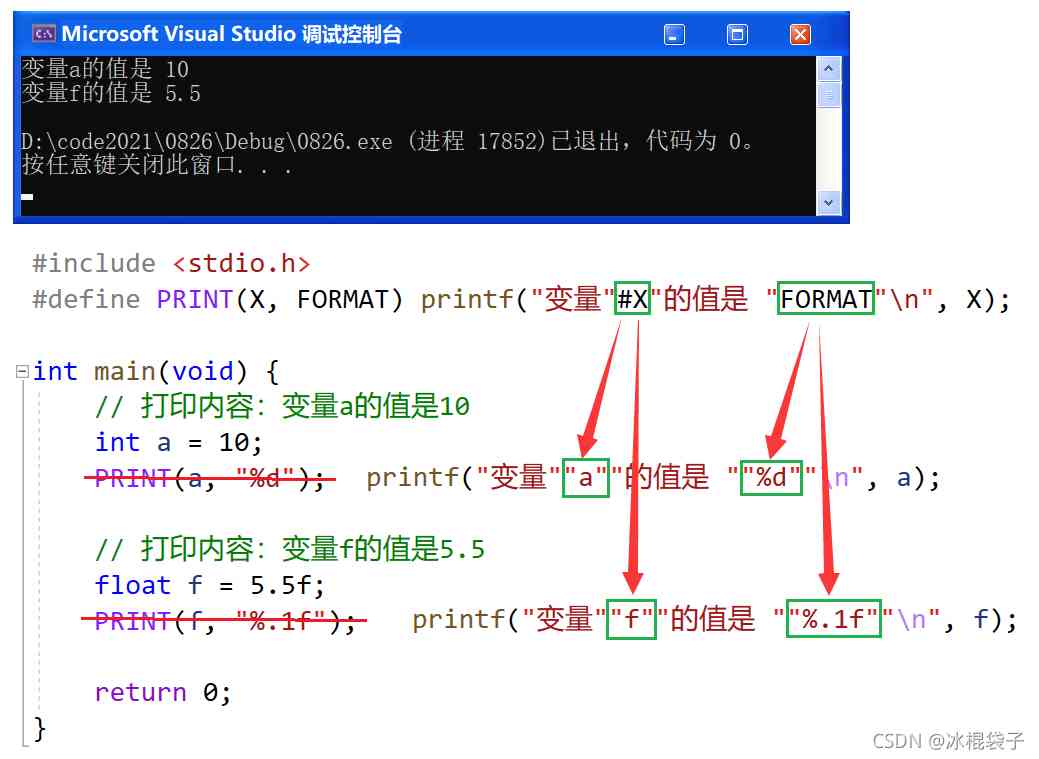 Microsoft Visual Studio 调试控制台
变量a的值是 10
变量f的值是 5.5
D:\code2021\0826\Debug\0826.exe (进程 17852)已退出，代码为 0。
按任意键关闭此窗口. . .
#include <stdio.h>
#define PRINT(X, FORMAT) printf("变量"#X"的值是 "FORMAT"\n", X);
int main(void) {
// 打印内容：变量a的值是10
int a = 10;
PRINT(a, "%d"); printf("变量""a""的值是 ""%d""\n", a);
// 打印内容：变量f的值是5.5
float f = 5.5f;
PRINT(f, "%.1f"); printf("变量""f""的值是 ""%.1f""\n", f);
return 0;
}
CSDN @冰棍袋子